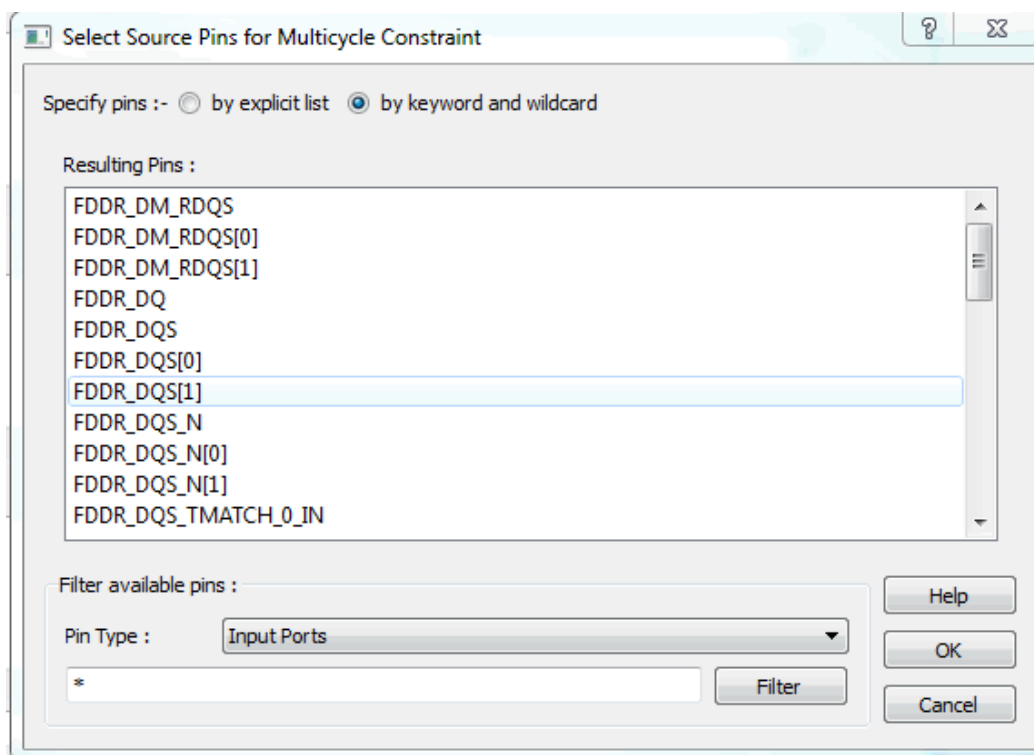 Select Source Pins for Multicycle Constraint
Specify pins :- by explicit list by keyword and wildcard
Resulting Pins :
FDDR_DM_RDQS
FDDR_DM_RDQS[0]
FDDR_DM_RDQS[1]
FDDR_DQ
FDDR_DQS
FDDR_DQS[0]
FDDR_DQS[1]
FDDR_DQS_N
FDDR_DQS_N[0]
FDDR_DQS_N[1]
FDDR_DQS_TMATCH_0_IN
Filter available pins :
Pin Type : Input Ports
* Filter
Help
OK
Cancel